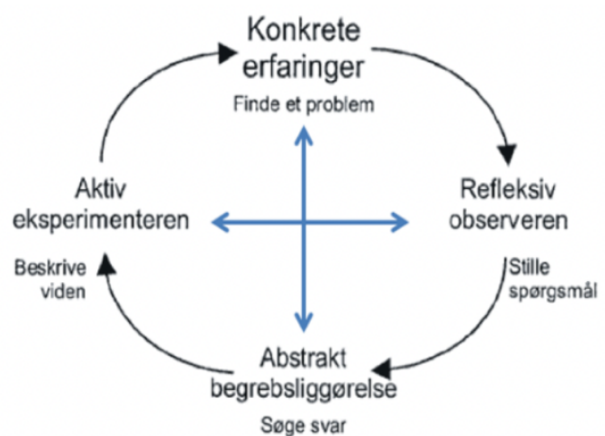 Konkrete
erfaringer
Finde et problem
Refleksiv
observeren
Stille
spørgsmål
Abstrakt
begrebsliggørelse
Søge svar
Aktiv
eksperimenteren
Beskrive
viden